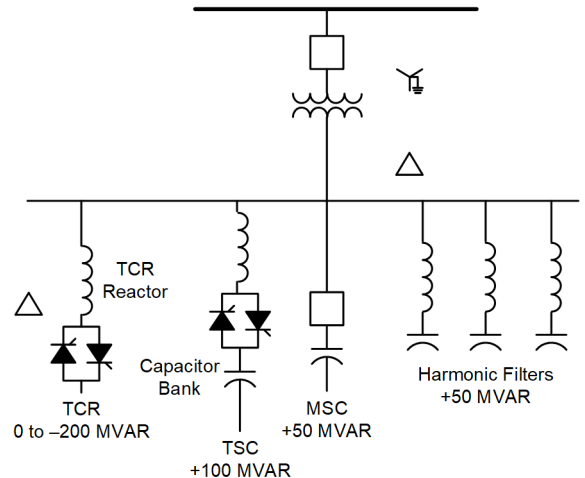 TCR
Reactor
TCR
0 to –200 MVAR
Capacitor
Bank
TSC
+100 MVAR
MSC
+50 MVAR
Harmonic Filters
+50 MVAR